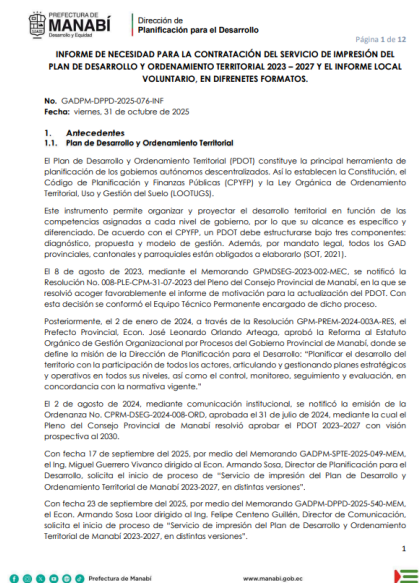 PREFECTURA DE
MANABÍ
Desarrollo y Equidad
Dirección de
Planificación para el Desarrollo
Página 1 de 12
INFORME DE NECESIDAD PARA LA CONTRATACIÓN DEL SERVICIO DE IMPRESIÓN DEL
PLAN DE DESARROLLO Y ORDENAMIENTO TERRITORIAL 2023 – 2027 Y EL INFORME LOCAL
VOLUNTARIO, EN DIFRENETES FORMATOS.
No. GADPM-DPPD-2025-076-INF
Fecha: viernes, 31 de octubre de 2025
1. Antecedentes
1.1. Plan de Desarrollo y Ordenamiento Territorial
El Plan de Desarrollo y Ordenamiento Territorial (PDOT) constituye la principal herramienta de
planificación de los gobiernos autónomos descentralizados. Así lo establecen la Constitución, el
Código de Planificación y Finanzas Públicas (CPYFP) y la Ley Orgánica de Ordenamiento
Territorial, Uso y Gestión del Suelo (LOOTUGS).
Este instrumento permite organizar y proyectar el desarrollo territorial en función de las
competencias asignadas a cada nivel de gobierno, por lo que su alcance es específico y
diferenciado. De acuerdo con el CPYFP, un PDOT debe estructurarse bajo tres componentes:
diagnóstico, propuesta y modelo de gestión. Además, por mandato legal, todos los GAD
provinciales, cantonales y parroquiales están obligados a elaborarlo (SOT, 2021).
El 8 de agosto de 2023, mediante el Memorando GPMDSEG-2023-002-MEC, se notificó la
Resolución No. 008-PLE-CPM-31-07-2023 del Pleno del Consejo Provincial de Manabí, en la que se
resolvió acoger favorablemente el informe de motivación para la actualización del PDOT. Con
esta decisión se conformó el Equipo Técnico Permanente encargado de dicho proceso.
Posteriormente, el 2 de enero de 2024, a través de la Resolución GPM-PREM-2024-003A-RES, el
Prefecto Provincial, Econ. José Leonardo Orlando Arteaga, aprobó la Reforma al Estatuto
Orgánico de Gestión Organizacional por Procesos del Gobierno Provincial de Manabí, donde se
define la misión de la Dirección de Planificación para el Desarrollo: “Planificar el desarrollo del
territorio con la participación de todos los actores, articulando y gestionando planes estratégicos
y operativos en todos sus niveles, así como el control, monitoreo, seguimiento y evaluación, en
concordancia con la normativa vigente.”
El 2 de agosto de 2024, mediante comunicación institucional, se notificó la emisión de la
Ordenanza No. CPRM-DSEG-2024-008-ORD, aprobada el 31 de julio de 2024, mediante la cual el
Pleno del Consejo Provincial de Manabí resolvió aprobar el PDOT 2023–2027 con visión
prospectiva al 2030.
Con fecha 17 de septiembre del 2025, por medio del Memorando GADPM-SPTE-2025-049-MEM,
el Ing. Miguel Guerrero Vivanco dirigido al Econ. Armando Sosa, Director de Planificación para el
Desarrollo, solicita el inicio de proceso de “Servicio de impresión del Plan de Desarrollo y
Ordenamiento Territorial de Manabí 2023-2027, en distintas versiones”.
Con fecha 23 de septiembre del 2025, por medio del Memorando GADPM-DPPD-2025-540-MEM,
el Econ. Armando Sosa Loor dirigido al Ing. Felipe Centeno Guillén, Director de Comunicación,
solicita el inicio de proceso de “Servicio de impresión del Plan de Desarrollo y Ordenamiento
Territorial de Manabí 2023-2027, en distintas versiones”.
1
Prefectura de Manabí
www.manabi.gob.ec